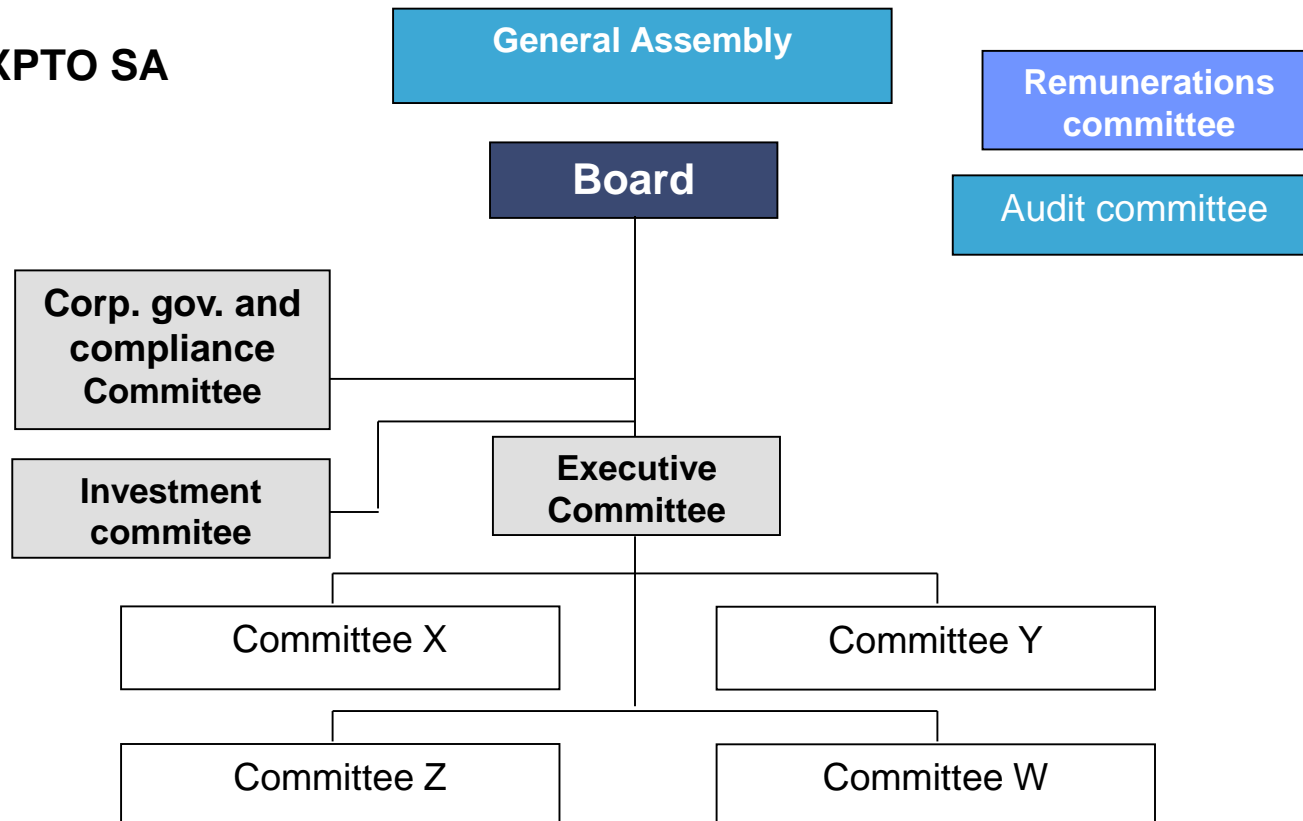 General Assembly
XPTO SA
Remunerations
committee
Board
Audit committee
Corp. gov. and
compliance
Committee
Executive
Committee
Investment
commitee
Committee X
Committee Y
Committee Z
Committee W